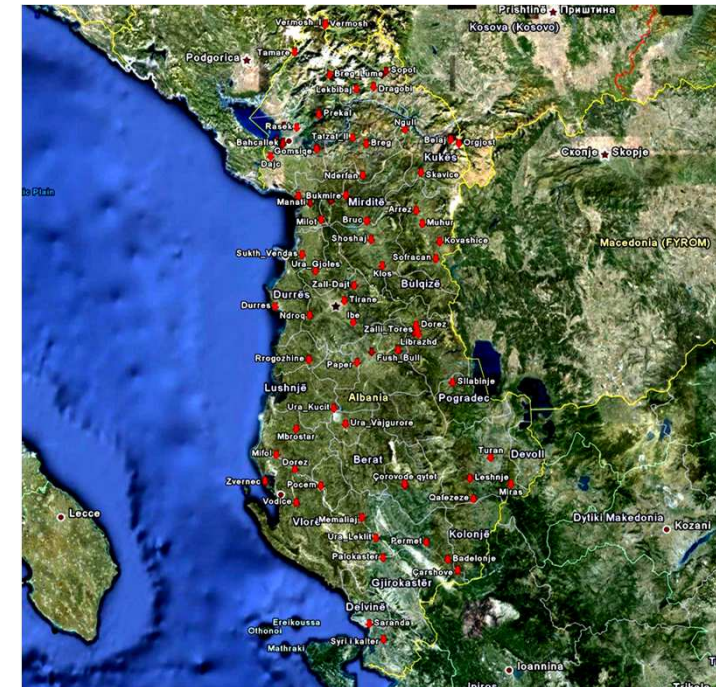 Prishtinë Приштина
Vermosh_I Vermosh
Kosova (Kosovo)
Tamare
Podgorica
Breg_Lume Sopot
Lekbibaj Dragobi
Prekal
Rasek
Ngull
Tatzat_II
Bahcallek
Breg
Belaj Orgjost
Gomsiqe
Kukës
Скопје Skopje
Dajc
Nderfan
Skavice
Bukmire
Manati
Mirditë
Arrez
Milot
Bruc
Muhur
Shoshaj
Kovashice
Macedonia (FYROM)
Sukth_Vendas
Sofracan
Ura_Gjoles
Klos
Zall-Dajt
Bulqizë
Durrës
Tirane
Durres
Ndroq
Ibe
Dorez
Zalli_Tores
Librazhd
Rrogozhine
Paper
Fush_Bull
Lushnjë
Slabinje
Albania
Pogradec
Ura_Kucit
Ura_Vajgurore
Mbrostar
Mifol
Turan
Devoll
Dorez
Berat
Zvernec
Çorovode qytet
Leshnje
Pocem
Miras
Vodice
Qafezeze
Lecce
Vlorë
Memaliaj
Dytiki Makedonia
Kozani
Ura_Leklit
Permet
Kolonjë
Palokaster
Badelonje
Çarshove
Gjirokastër
Delvinë
Ereikoussa
Saranda
Othonoi
Syri i kalter
Mathraki
Ioannina